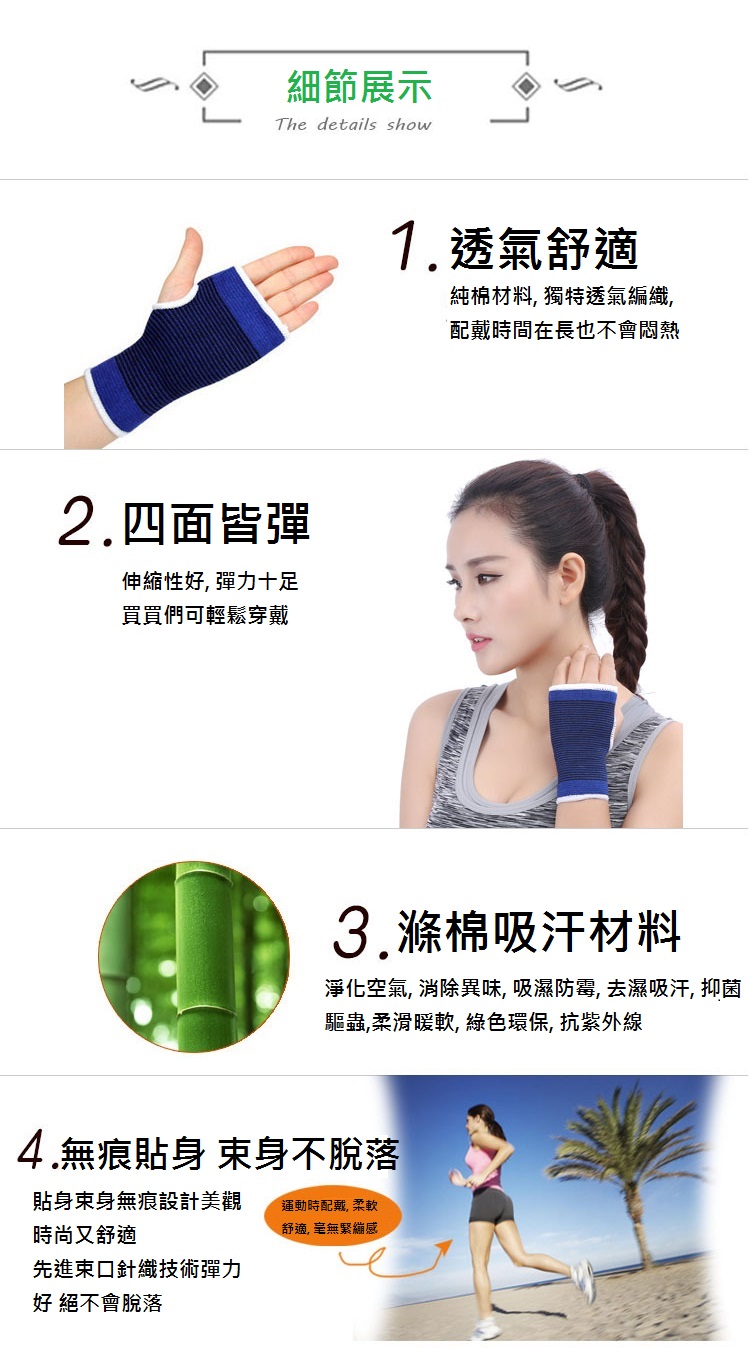 細節展示
The details show
1.透氣舒適
純棉材料, 獨特透氣編織,
配戴時間在長也不會悶熱
2.四面皆彈
伸縮性好, 彈力十足
買買們可輕鬆穿戴
3.滌棉吸汗材料
淨化空氣, 消除異味, 吸濕防霉, 去濕吸汗, 抑菌
驅蟲,柔滑暖軟, 綠色環保, 抗紫外線
4.無痕貼身 束身不脫落
貼身束身無痕設計美觀
時尚又舒適
先進束口針織技術彈力
好 絕不會脫落
運動時配戴, 柔軟
舒適, 毫無緊繃感